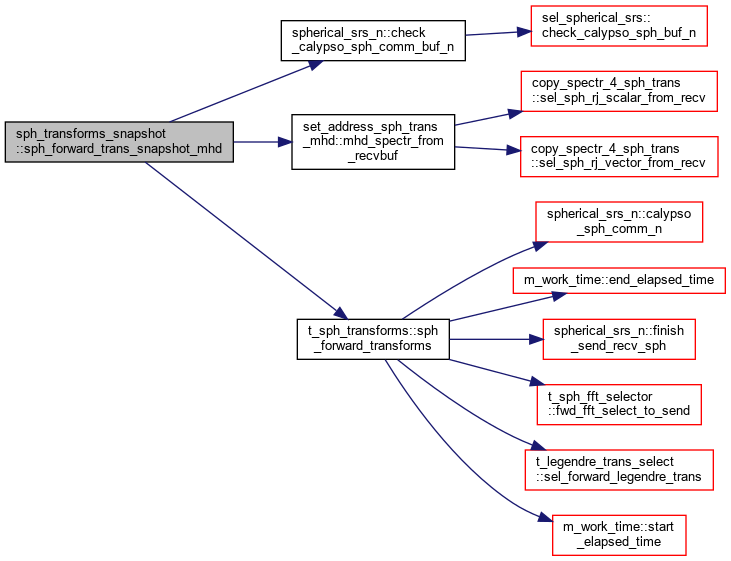 sph_transforms_snapshot
::sph_forward_trans_snapshot_mhd
spherical_srs_n::check
_calypso_sph_comm_buf_n
sel_spherical_srs::
check_calypso_sph_buf_n
set_address_sph_trans
_mhd::mhd_spectr_from
_recvbuf
copy_spectr_4_sph_trans
::sel_sph_rj_scalar_from_recv
copy_spectr_4_sph_trans
::sel_sph_rj_vector_from_recv
t_sph_transforms::sph
_forward_transforms
spherical_srs_n::calypso
_sph_comm_n
m_work_time::end_elapsed_time
spherical_srs_n::finish
_send_recv_sph
t_sph_fft_selector
::fwd_fft_select_to_send
t_legendre_trans_select
::sel_forward_legendre_trans
m_work_time::start
_elapsed_time